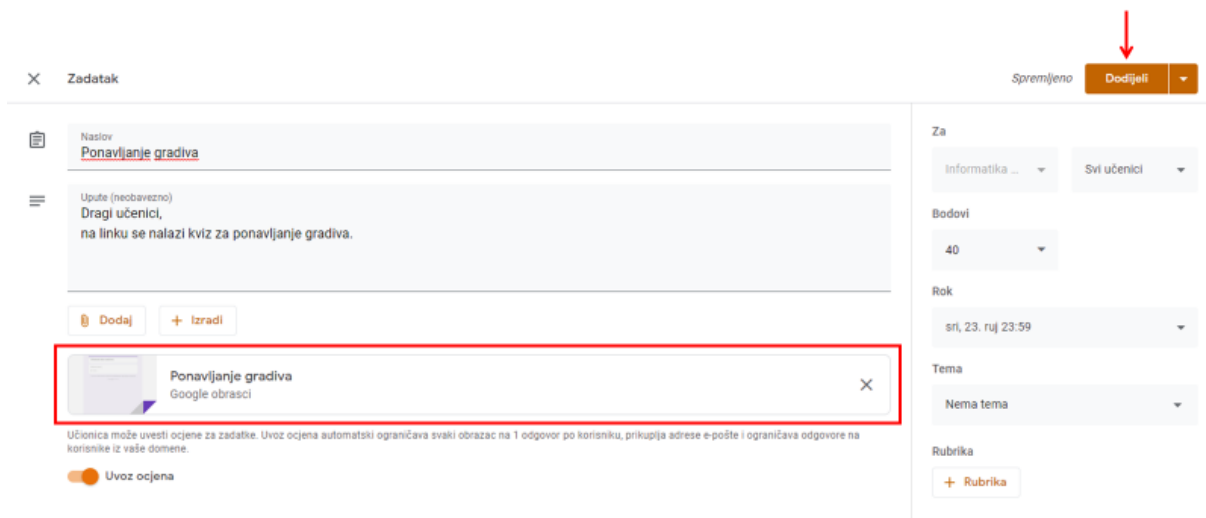 Zadatak
Spremljeno
Dodijeli
Naslov
Ponavljanje gradiva
Upute (neobavezno)
Dragi učenici,
na linku se nalazi kviz za ponavljanje gradiva.
Dodaj
+ Izradi
Ponavljanje gradiva
Google obrasci
Učionica može uvesti ocjene za zadatke. Uvoz ocjena automatski ograničava svaki obrazac na 1 odgovor po korisniku, prikuplja adrese e-pošte i ograničava odgovore na
korisnike iz vaše domene.
Uvoz ocjena
Za
Informatika ...
Svi učenici
Bodovi
40
Rok
sri, 23. ruj 23:59
Tema
Nema tema
Rubrika
+ Rubrika